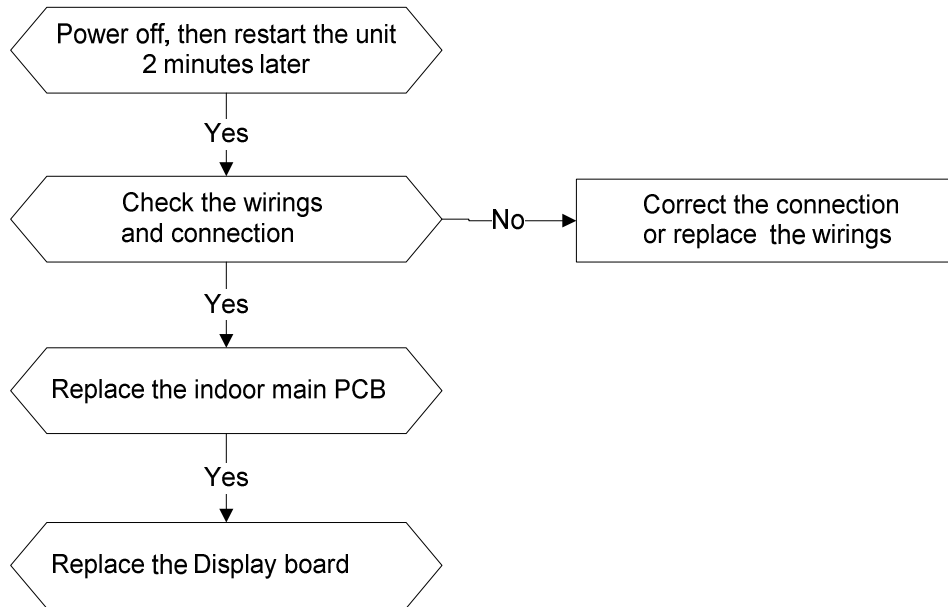 Power off, then restart the unit
2 minutes later
Yes
Check the wirings
and connection
No
Correct the connection
or replace the wirings
Yes
Replace the indoor main PCB
Yes
Replace the Display board